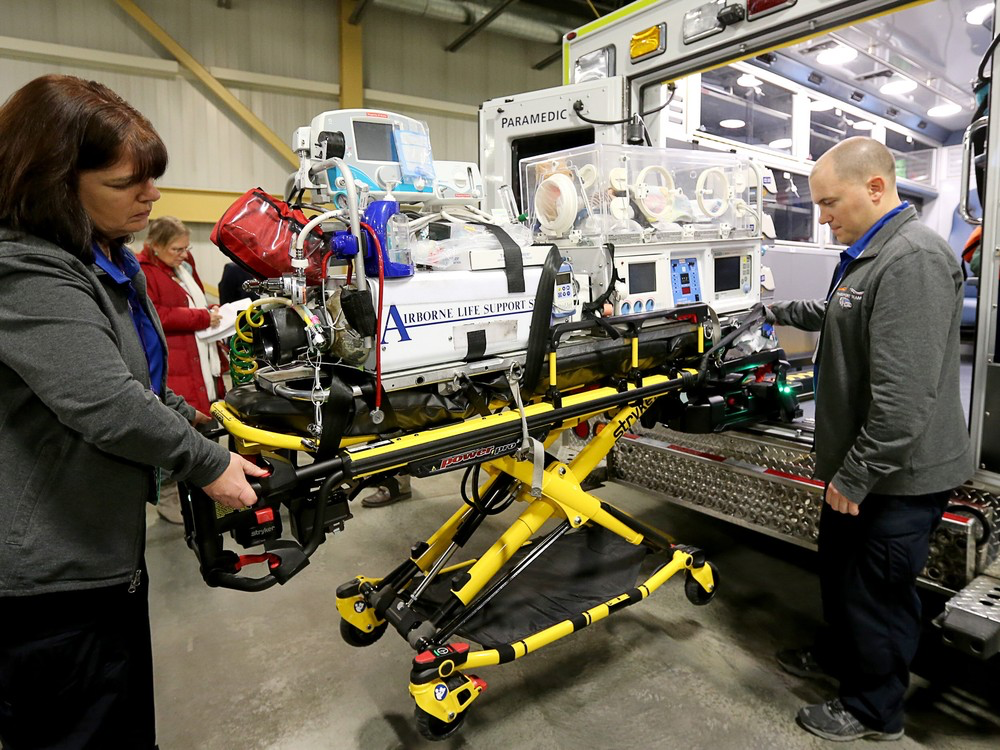 PARAMEDIC
AIRBORNE LIFE SUPPORT S
power pro
stryker
stryker